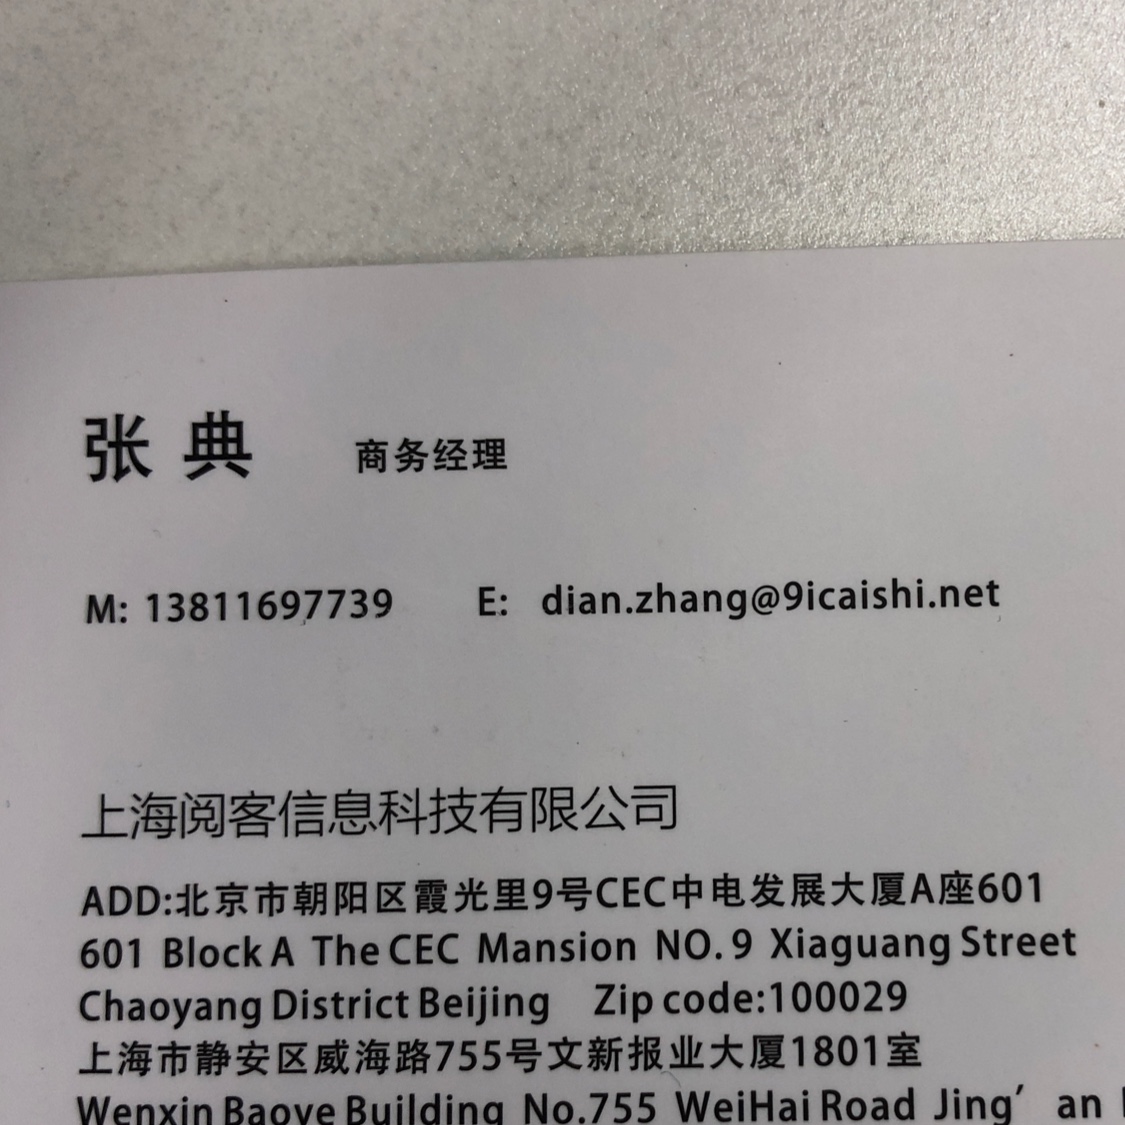 张 典 商务经理
M: 13811697739 E: dian.zhang@9icaishi.net
上海阅客信息科技有限公司
ADD:北京市朝阳区霞光里9号CEC中电发展大厦A座601
601 Block A The CEC Mansion NO. 9 Xiaguang Street
Chaoyang District Beijing Zip code:100029
上海市静安区威海路755号文新报业大厦1801室
Wenxin Baoye Building No.755 WeiHai Road Jing’ an